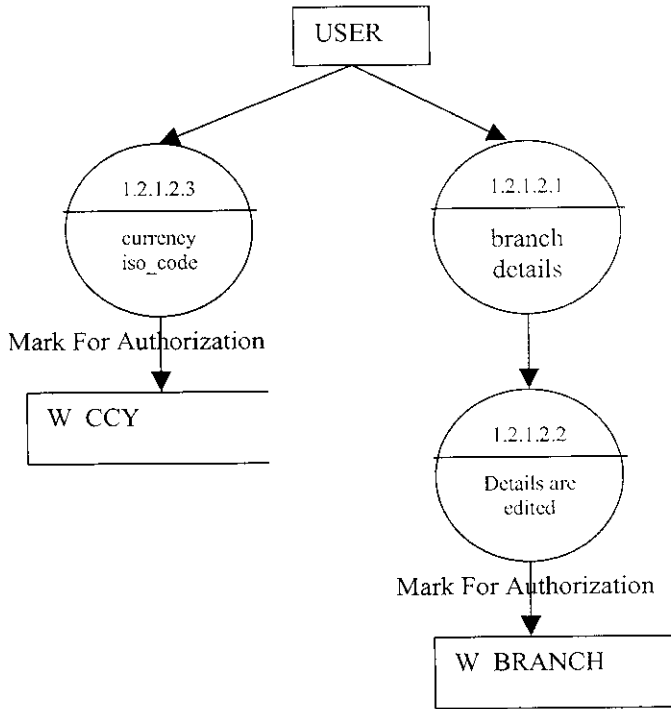 USER
1.2.1.2.3
currency
iso_code
Mark For Authorization
W CCY
1.2.1.2.1
branch
details
1.2.1.2.2
Details are
edited
Mark For Authorization
W BRANCH